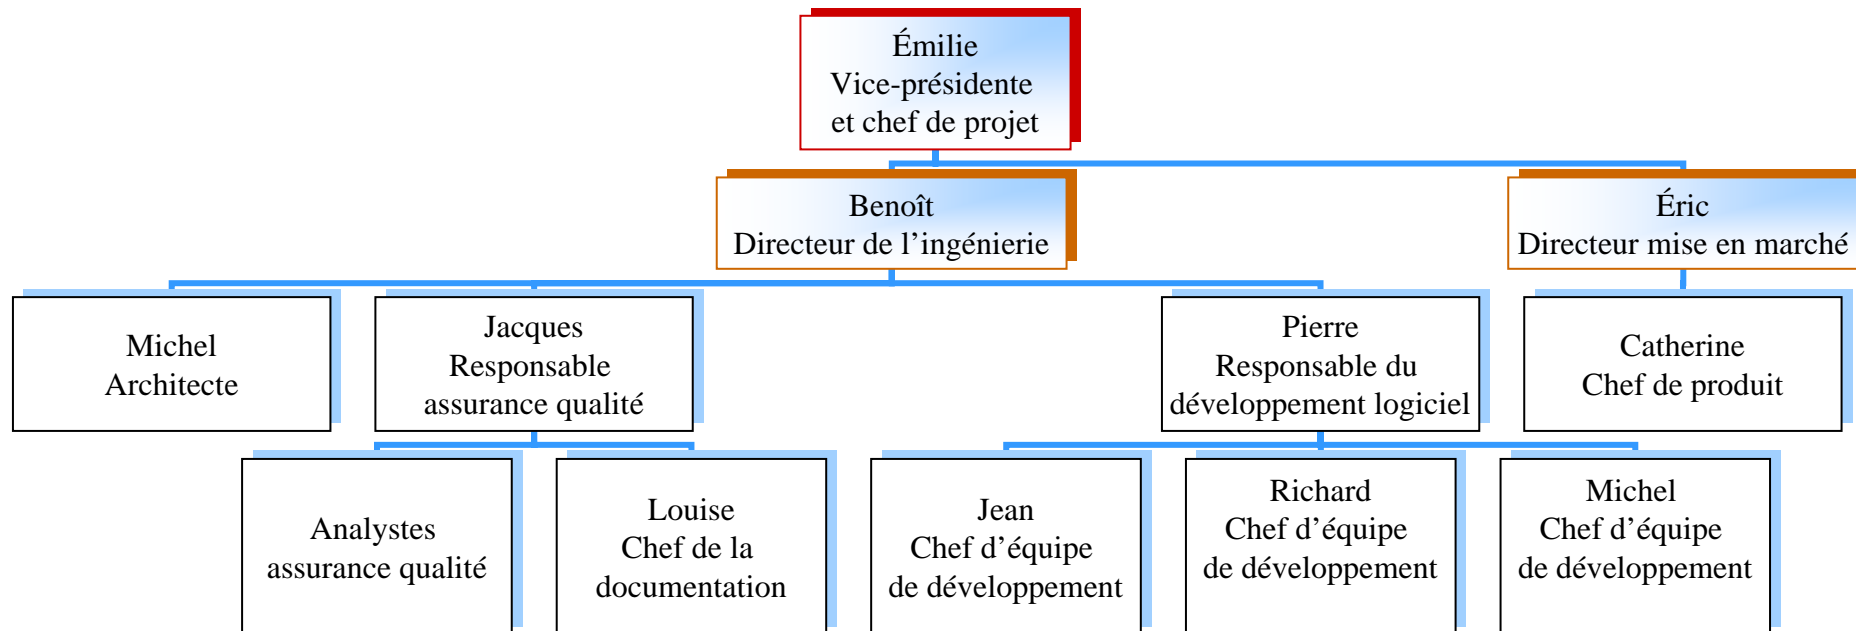 Émilie
Vice-présidente
et chef de projet
Benoît
Directeur de l’ingénierie
Éric
Directeur mise en marché
Michel
Architecte
Jacques
Responsable
assurance qualité
Pierre
Responsable du
développement logiciel
Catherine
Chef de produit
Analystes
assurance qualité
Louise
Chef de la
documentation
Jean
Chef d’équipe
de développement
Richard
Chef d’équipe
de développement
Michel
Chef d’équipe
de développement